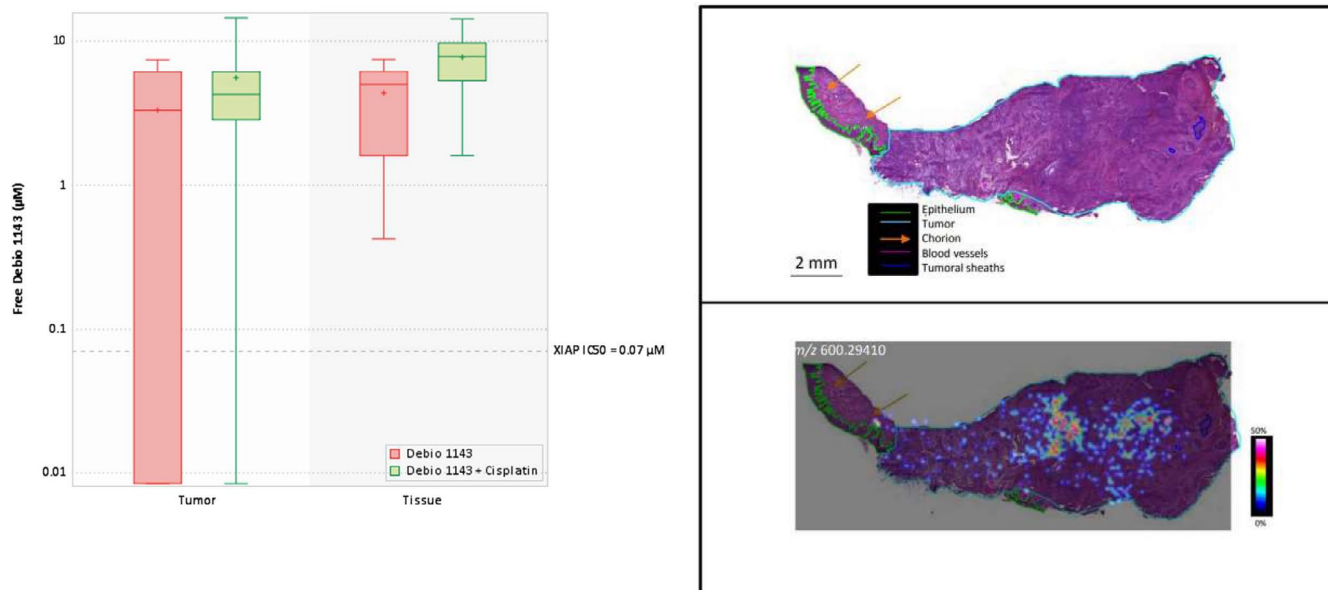 10
1
0.1
0.01
Free Debio 1143 (µM)
XIAP IC50 = 0.07 µM
Debio 1143
Debio 1143 + Cisplatin
Tumor
Tissue
Epithelium
Tumor
Chorion
Blood vessels
Tumoral sheaths
2 mm
m/z 600.29410
50%
0%